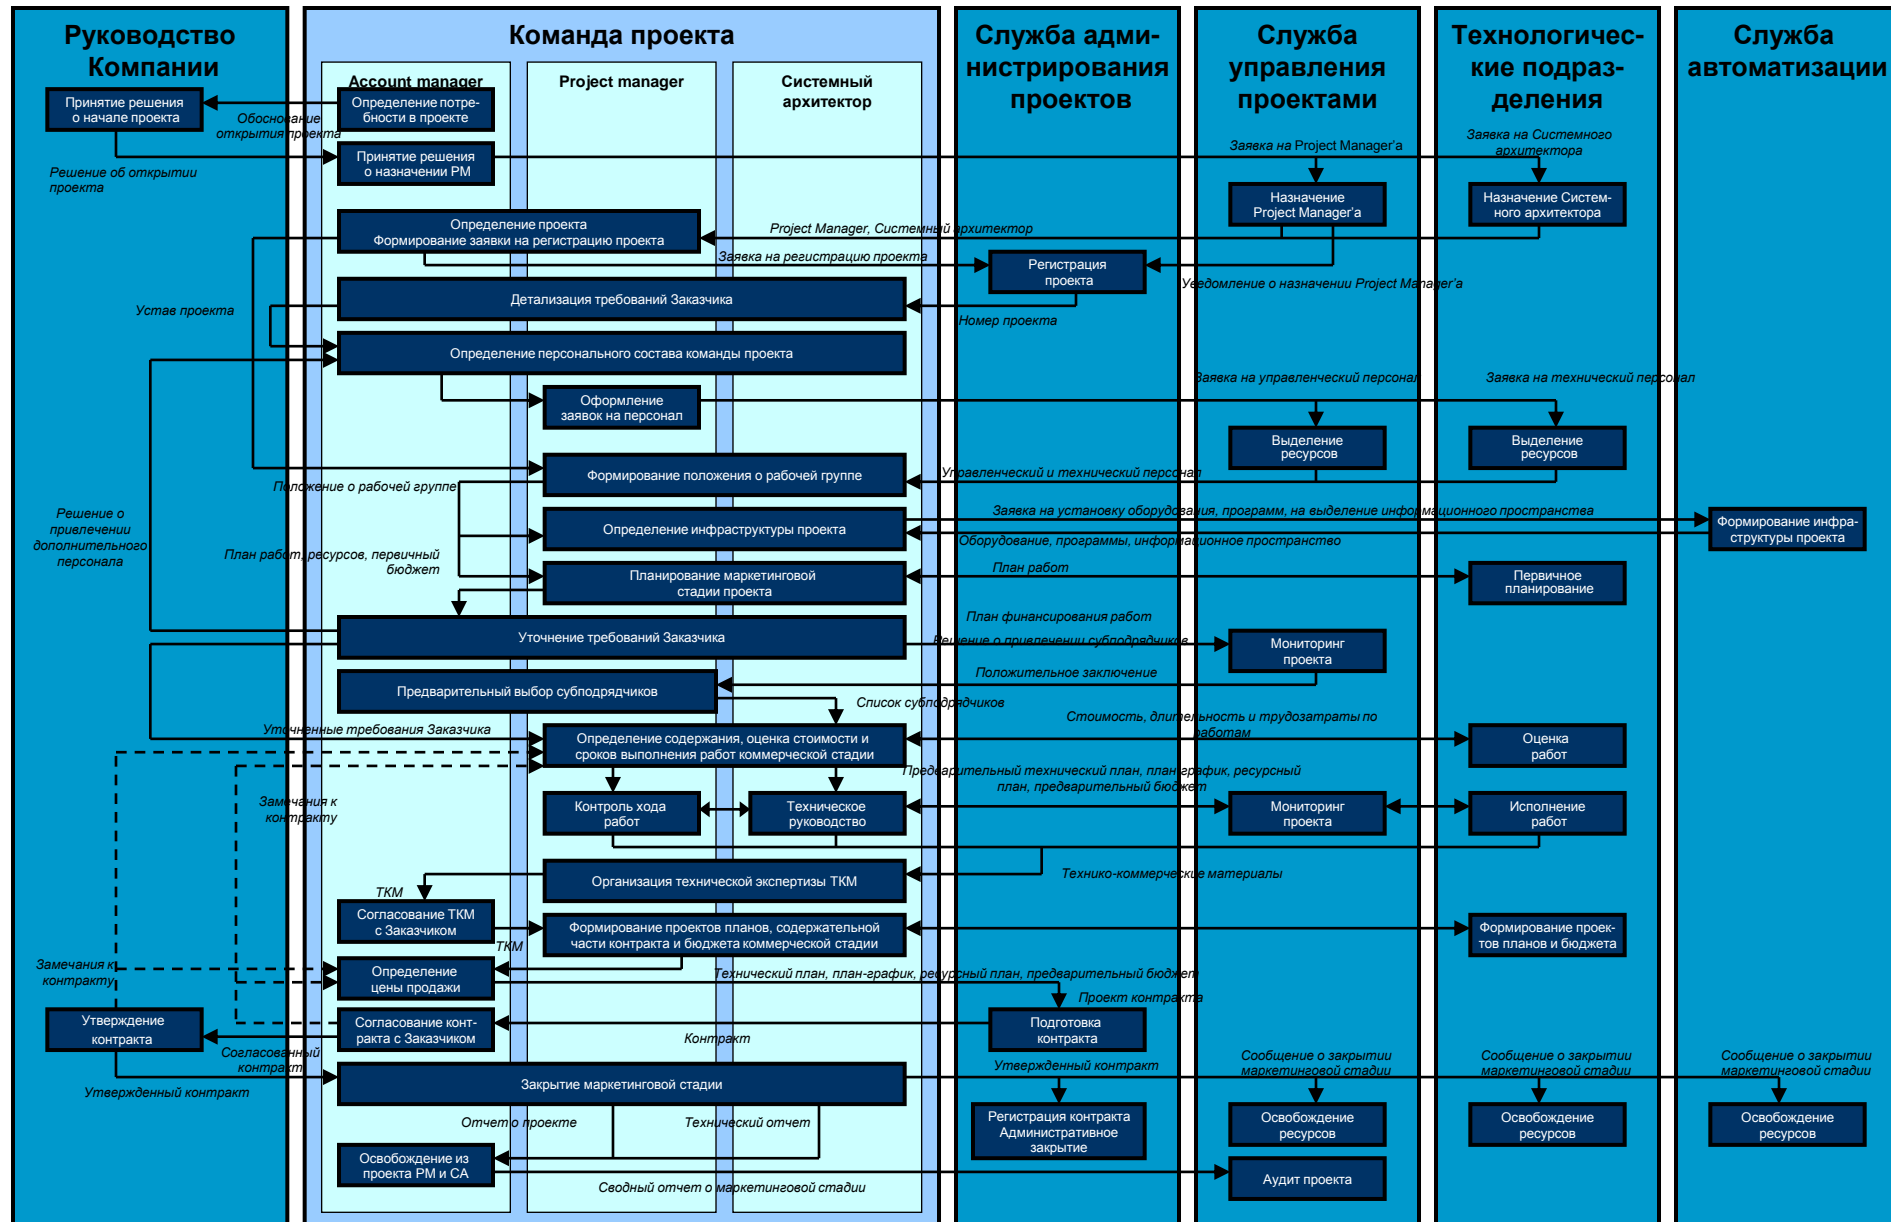 Руководство
Компании
Команда проекта
Служба адми-
нистрирования
проектов
Служба
управления
проектами
Технологичес-
кие подраз-
деления
Служба
автоматизации
Account manager
Project manager
Системный
архитектор
Принятие решения
о начале проекта
Обоснование
открытия проекта
Определение потре-
бности в проекте
Решение об открытии
проекта
Принятие решения
о назначении PM
Заявка на Project Manager’а
Заявка на Системного
архитектора
Назначение
Project Manager’а
Назначение Систем-
ного архитектора
Определение проекта
Формирование заявки на регистрацию проекта
Project Manager, Системный архитектор
Заявка на регистрацию проекта
Регистрация
проекта
Уведомление о назначении Project Manager’а
Устав проекта
Детализация требований Заказчика
Номер проекта
Определение персонального состава команды проекта
Оформление
заявок на персонал
Заявка на управленческий персонал
Заявка на технический персонал
Выделение
ресурсов
Выделение
ресурсов
Формирование положения о рабочей группе
Управленческий и технический персонал
Положение о рабочей группе
Решение о
привлечении
дополнительного
персонала
Определение инфраструктуры проекта
Заявка на установку оборудования, программ, на выделение информационного пространства
Оборудование, программы, информационное пространство
Формирование инфра-
структуры проекта
План работ, ресурсов, первичный
бюджет
Планирование маркетинговой
стадии проекта
План работ
Первичное
планирование
Уточнение требований Заказчика
План финансирования работ
Решение о привлечении субподрядчиков
Мониторинг
проекта
Предварительный выбор субподрядчиков
Положительное заключение
Список субподрядчиков
Уточненные требования Заказчика
Определение содержания, оценка стоимости и
сроков выполнения работ коммерческой стадии
Стоимость, длительность и трудозатраты по
работам
Оценка
работ
Предварительный технический план, план-график, ресурсный
план, предварительный бюджет
Замечания к
контракту
Контроль хода
работ
Техническое
руководство
Мониторинг
проекта
Исполнение
работ
Организация технической экспертизы ТКМ
Технико-коммерческие материалы
ТКМ
Согласование ТКМ
с Заказчиком
Формирование проектов планов, содержательной
части контракта и бюджета коммерческой стадии
Формирование проек-
тов планов и бюджета
ТКМ
Замечания к
контракту
Определение
цены продажи
Технический план, план-график, ресурсный план, предварительный бюджет
Проект контракта
Утверждение
контракта
Согласование конт-
ракта с Заказчиком
Контракт
Подготовка
контракта
Согласованный
контракт
Утвержденный контракт
Закрытие маркетинговой стадии
Утвержденный контракт
Сообщение о закрытии
маркетинговой стадии
Сообщение о закрытии
маркетинговой стадии
Сообщение о закрытии
маркетинговой стадии
Отчет о проекте
Технический отчет
Регистрация контракта
Административное
закрытие
Освобождение
ресурсов
Освобождение
ресурсов
Освобождение
ресурсов
Освобождение из
проекта PM и СА
Сводный отчет о маркетинговой стадии
Аудит проекта